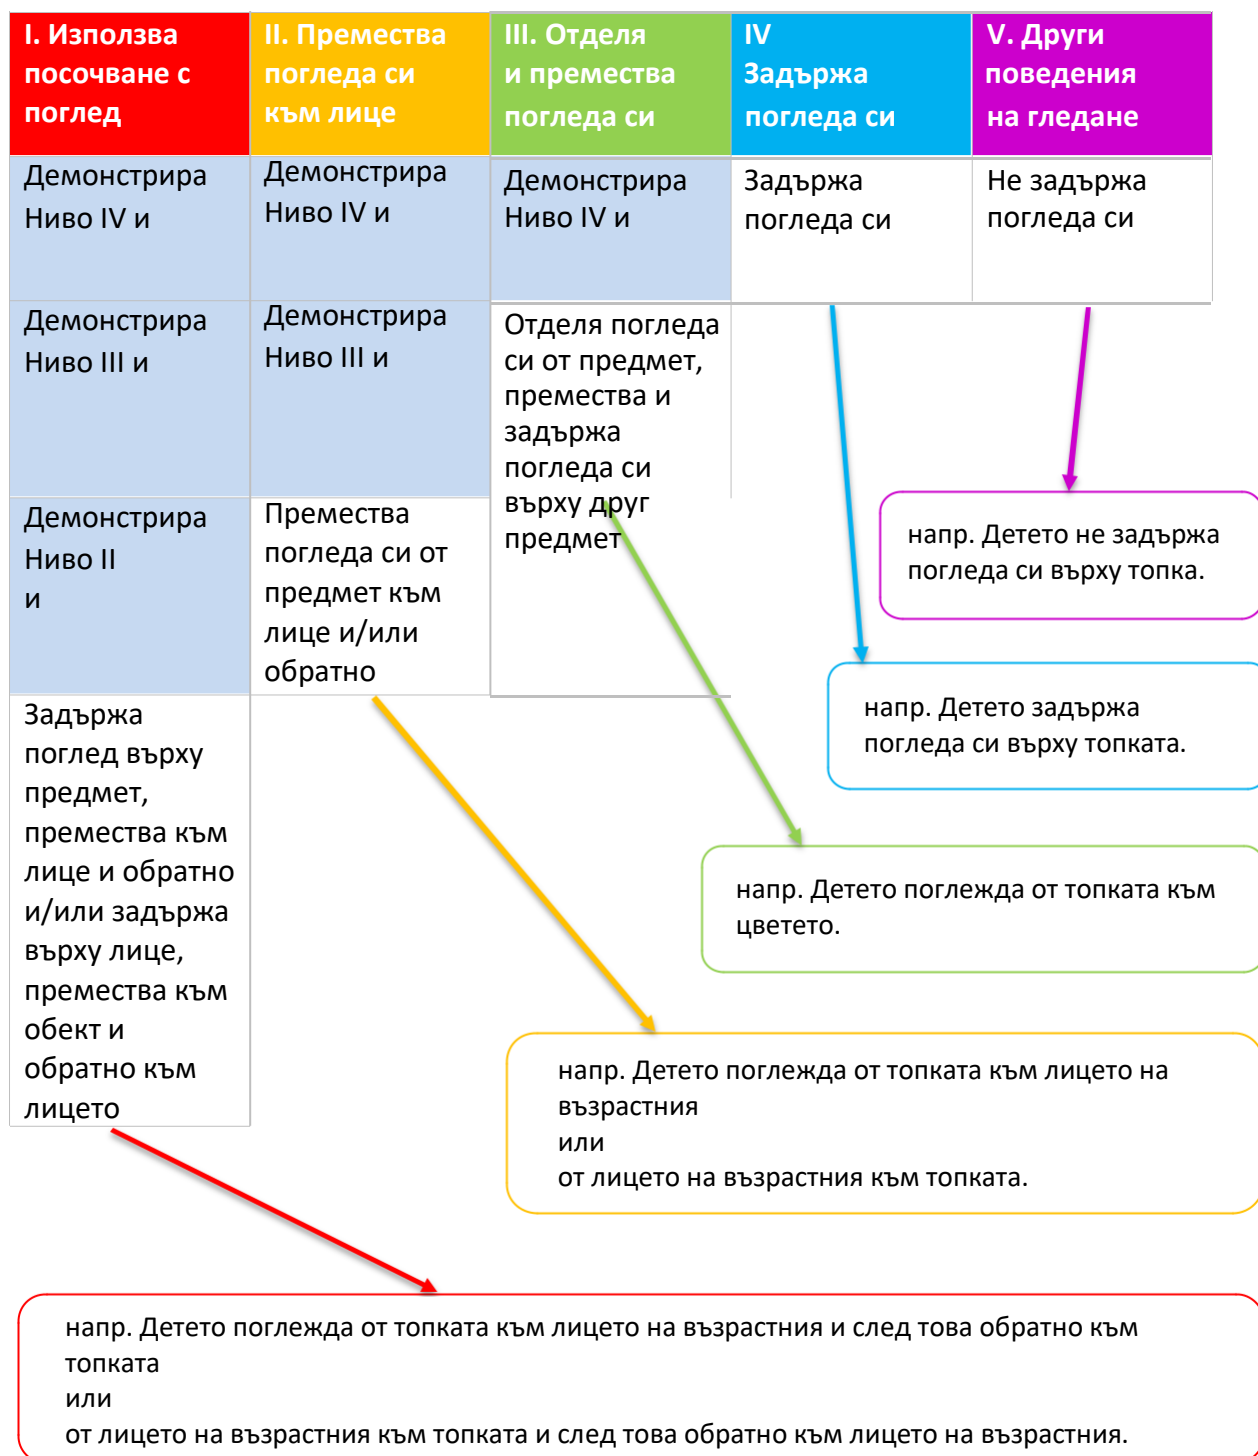 I. Използва
посочване с
поглед
II. Премества
погледа си
към лице
III. Отделя
и премества
погледа си
IV
Задържа
погледа си
V. Други
поведения
на гледане
Демонстрира
Ниво IV и
Демонстрира
Ниво IV и
Демонстрира
Ниво IV и
Задържа
погледа си
Не задържа
погледа си
Демонстрира
Ниво III и
Демонстрира
Ниво III и
Отделя погледа
си от предмет,
премества и
задържа
погледа си
върху друг
предмет
Демонстрира
Ниво II
и
Премества
погледа си от
предмет към
лице и/или
обратно
Задържа
поглед върху
предмет,
премества към
лице и обратно
и/или задържа
върху лице,
премества към
обект и
обратно към
лицето
напр. Детето не задържа
погледа си върху топка.
напр. Детето задържа
погледа си върху топката.
напр. Детето поглежда от топката към
цветето.
напр. Детето поглежда от топката към лицето на
възрастния
или
от лицето на възрастния към топката.
напр. Детето поглежда от топката към лицето на възрастния и след това обратно към
топката
или
от лицето на възрастния към топката и след това обратно към лицето на възрастния.